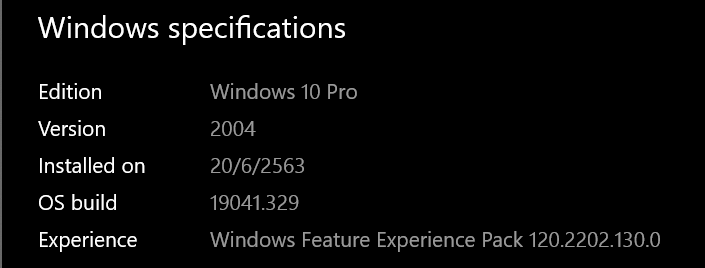 Windows specifications
Edition Windows 10 Pro
Version 2004
Installed on 20/6/2563
OS build 19041.329
Experience Windows Feature Experience Pack 120.2202.130.0